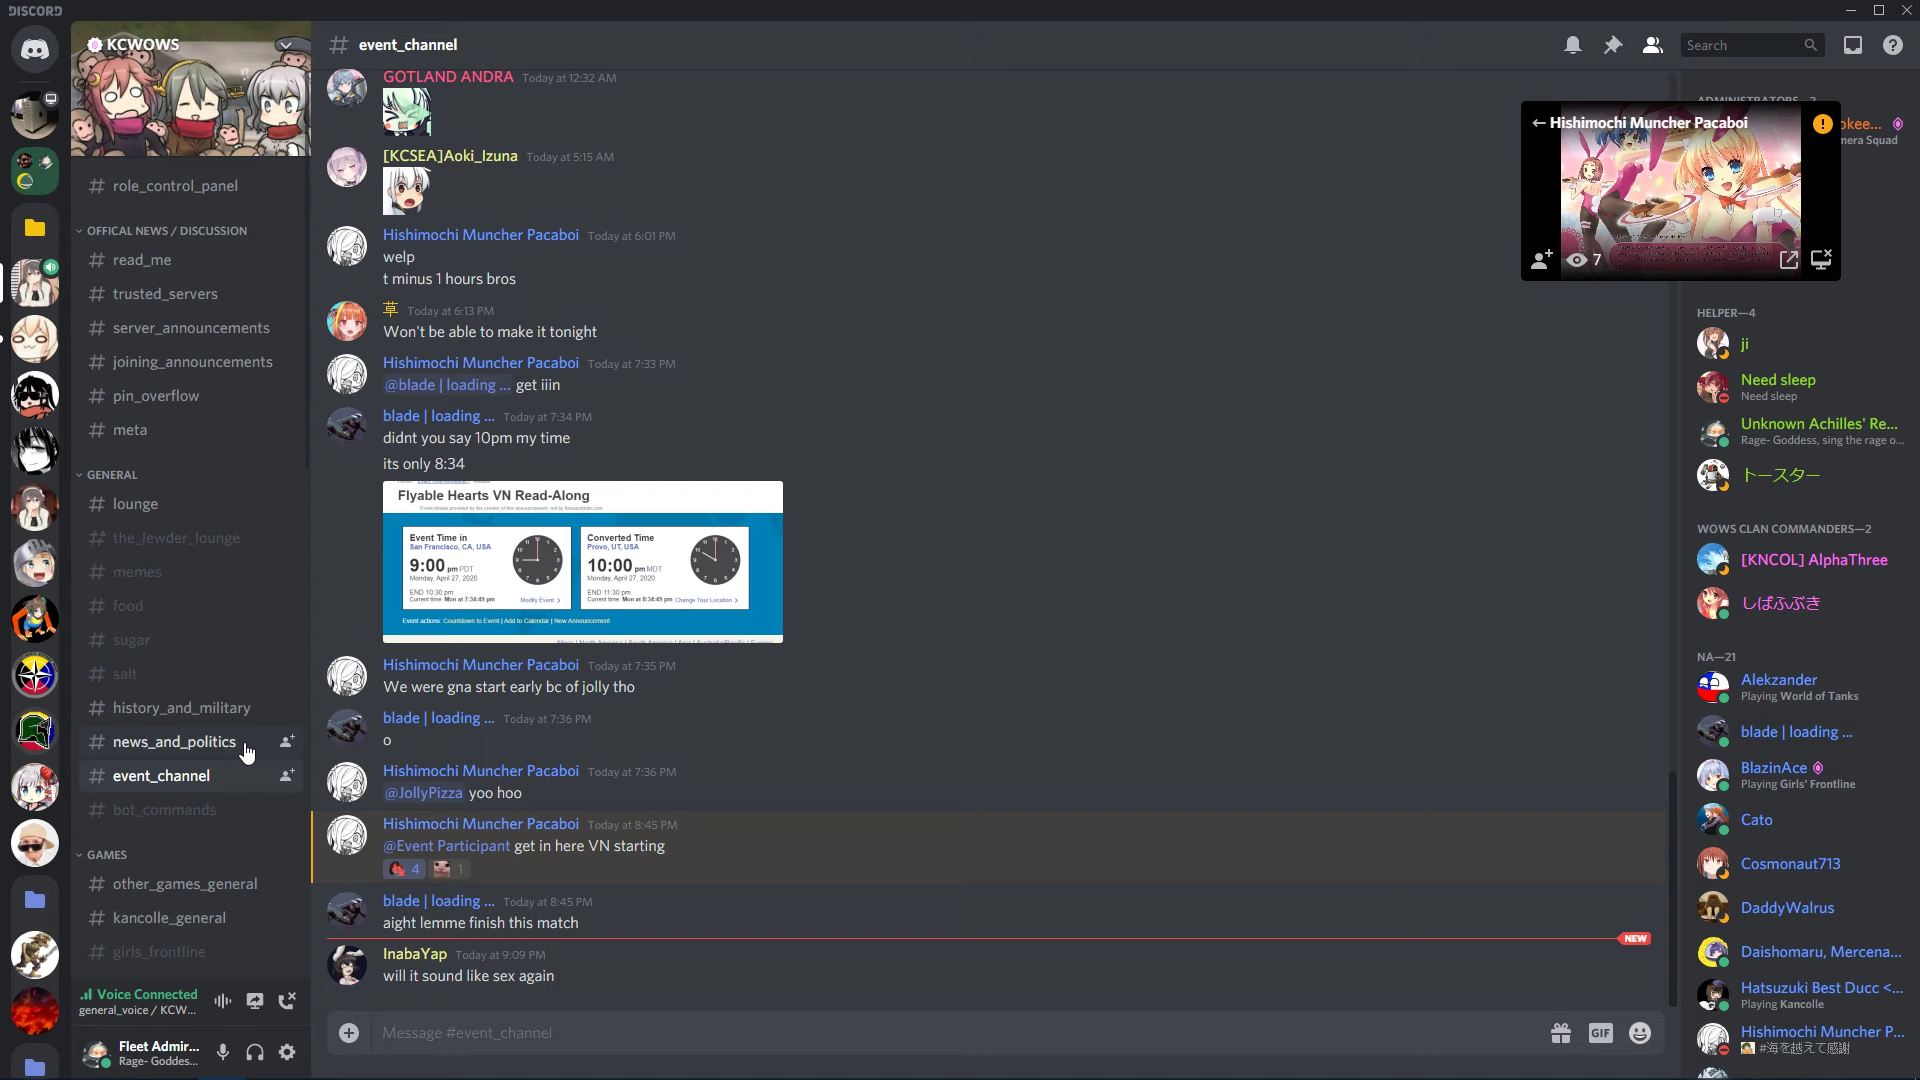 DISCORD
KCWOWS
role_control_panel
OFFICAL NEWS / DISCUSSION
read_me
trusted_servers
server_announcements
joining_announcements
pin_overflow
meta
GENERAL
lounge
the_lewder_lounge
memes
food
sugar
salt
history_and_military
news_and_politics
event_channel
bot_commands
GAMES
other_games_general
kancolle_general
girls_frontline
Voice Connected
general_voice / KCW...
Fleet Admir...
Rage- Goddes...
# event_channel
Search
GOTLAND ANDRA Today at 12:32 AM
[KCSEA]Aoki_Izuna Today at 5:15 AM
Hishimochi Muncher Pacaboi Today at 6:01 PM
welp
t minus 1 hours bros
草 Today at 6:13 PM
Won't be able to make it tonight
Hishimochi Muncher Pacaboi Today at 7:33 PM
@blade | loading ... get iiin
blade | loading ... Today at 7:34 PM
didnt you say 10pm my time
its only 8:34
Flyable Hearts VN Read-Along
Event details provided by the creator of this announcement, not by timeanddate.com
Event Time in
San Francisco, CA, USA
9:00 pm PDT
Monday, April 27, 2020
END 10:30 pm
Current time: Mon at 7:34:49 pm
Modify Event >
Converted Time
Provo, UT, USA
10:00 pm MDT
Monday, April 27, 2020
END 11:30 pm
Current time: Mon at 8:34:49 pm Change Your Location >
Event actions: Countdown to Event | Add to Calendar | New Announcement
Hishimochi Muncher Pacaboi Today at 7:35 PM
We were gna start early bc of jolly tho
blade | loading ... Today at 7:36 PM
o
Hishimochi Muncher Pacaboi Today at 7:36 PM
@JollyPizza yoo hoo
Hishimochi Muncher Pacaboi Today at 8:45 PM
@Event Participant get in here VN starting
4 1
blade | loading ... Today at 8:45 PM
aight lemme finish this match
NEW
InabaYap Today at 9:09 PM
will it sound like sex again
Message #event_channel
GIF
Hishimochi Muncher Pacaboi
7
okee...
mera Squad
HELPER—4
ji
Need sleep
Need sleep
Unknown Achilles' Re...
Rage- Goddess, sing the rage o...
トースター
WOWS CLAN COMMANDERS—2
[KNCOL] AlphaThree
しばふぶき
NA—21
Alekzander
Playing World of Tanks
blade | loading ...
BlazinAce
Playing Girls' Frontline
Cato
Cosmonaut713
DaddyWalrus
Daishomaru, Mercena...
Hatsuzuki Best Ducc <...
Playing Kancolle
Hishimochi Muncher P...
#海を越えて感謝